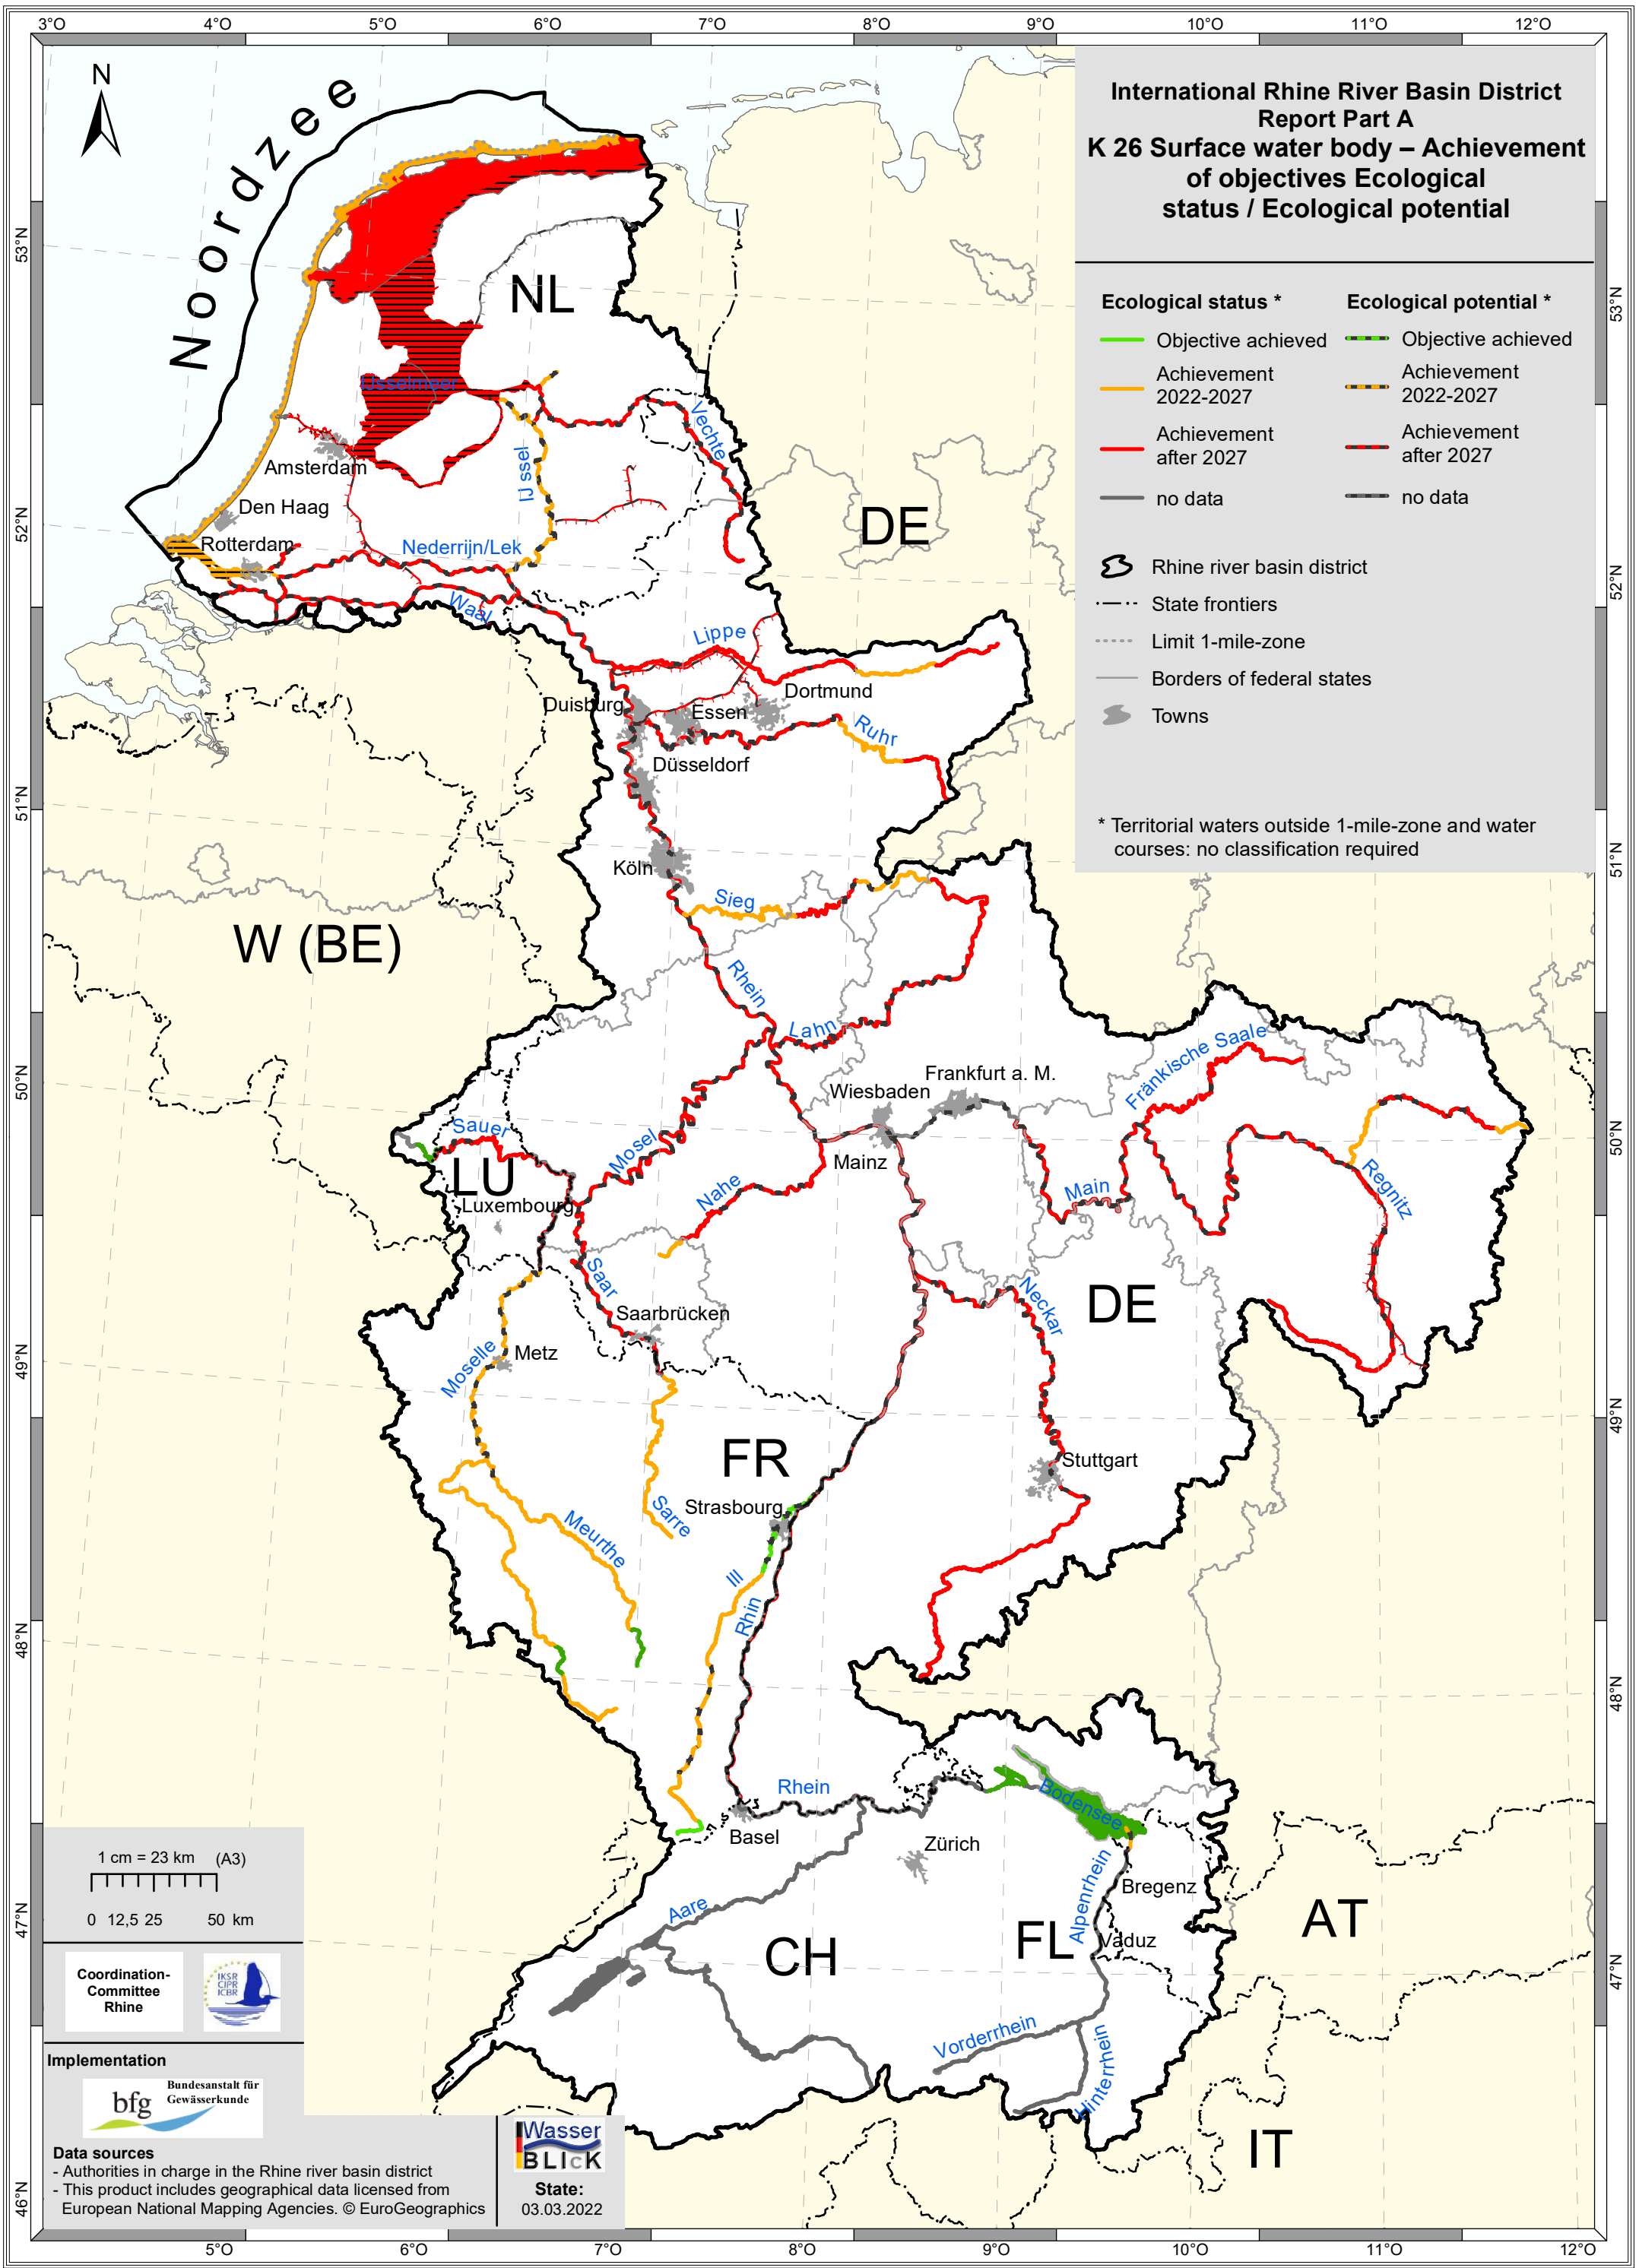 3°O 4°O 5°O 6°O 7°O 8°O 9°O 10°O 11°O 12°O
N
Noordzee
International Rhine River Basin District
Report Part A
K 26 Surface water body – Achievement
of objectives Ecological
status / Ecological potential
Ecological status *
Objective achieved
Achievement
2022-2027
Achievement
after 2027
no data
Ecological potential *
Objective achieved
Achievement
2022-2027
Achievement
after 2027
no data
Rhine river basin district
State frontiers
Limit 1-mile-zone
Borders of federal states
Towns
* Territorial waters outside 1-mile-zone and water
courses: no classification required
53°N
53°N
NL
IJsselmeer
Vechte
Amsterdam
IJssel
Den Haag
DE
52°N
52°N
Rotterdam
Nederrijn/Lek
Waal
Lippe
Duisburg
Essen
Dortmund
Ruhr
Düsseldorf
51°N
51°N
Köln
Sieg
W (BE)
Rhein
Lahn
Fränkische Saale
50°N
50°N
Frankfurt a. M.
Wiesbaden
Sauer
Mosel
Mainz
LU
Luxembourg
Nahe
Main
Regnitz
Saar
Neckar
DE
Saarbrücken
49°N
49°N
Metz
Moselle
FR
Stuttgart
Strasbourg
Sarre
Meurthe
Ill
Rhin
48°N
48°N
Rhein
Bodensee
Basel
Zürich
Alpenrhein
Bregenz
Aare
47°N
47°N
CH
FL
Vaduz
AT
Vorderrhein
Hinterrhein
IT
46°N
1 cm = 23 km (A3)
0 12,5 25 50 km
Coordination-
Committee
Rhine
IKSR
CIPR
ICBR
Implementation
bfg
Bundesanstalt für
Gewässerkunde
Data sources
- Authorities in charge in the Rhine river basin district
- This product includes geographical data licensed from
European National Mapping Agencies. © EuroGeographics
Wasser
BLIcK
State:
03.03.2022
5°O 6°O 7°O 8°O 9°O 10°O 11°O 12°O